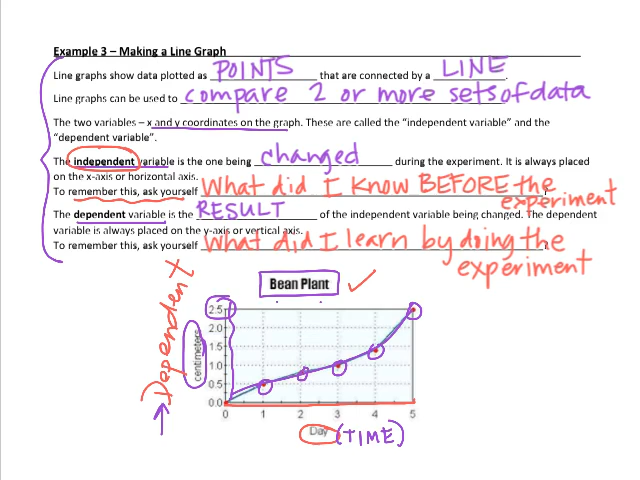 Example 3 – Making a Line Graph
Line graphs show data plotted as POINTS that are connected by a LINE.
Line graphs can be used to compare 2 or more sets of data
The two variables – x and y coordinates on the graph. These are called the "independent variable" and the
"dependent variable".
The independent variable is the one being changed during the experiment. It is always placed
on the x-axis or horizontal axis.
To remember this, ask yourself What did I know BEFORE the
experiment
The dependent variable is the RESULT of the independent variable being changed. The dependent
variable is always placed on the y-axis or vertical axis.
To remember this, ask yourself What did I learn by doing the
experiment
Bean Plant
Dependent
centimeters
2.5
2.0
1.5
1.0
0.5
0.0
0 1 2 3 4 5
Day (TIME)